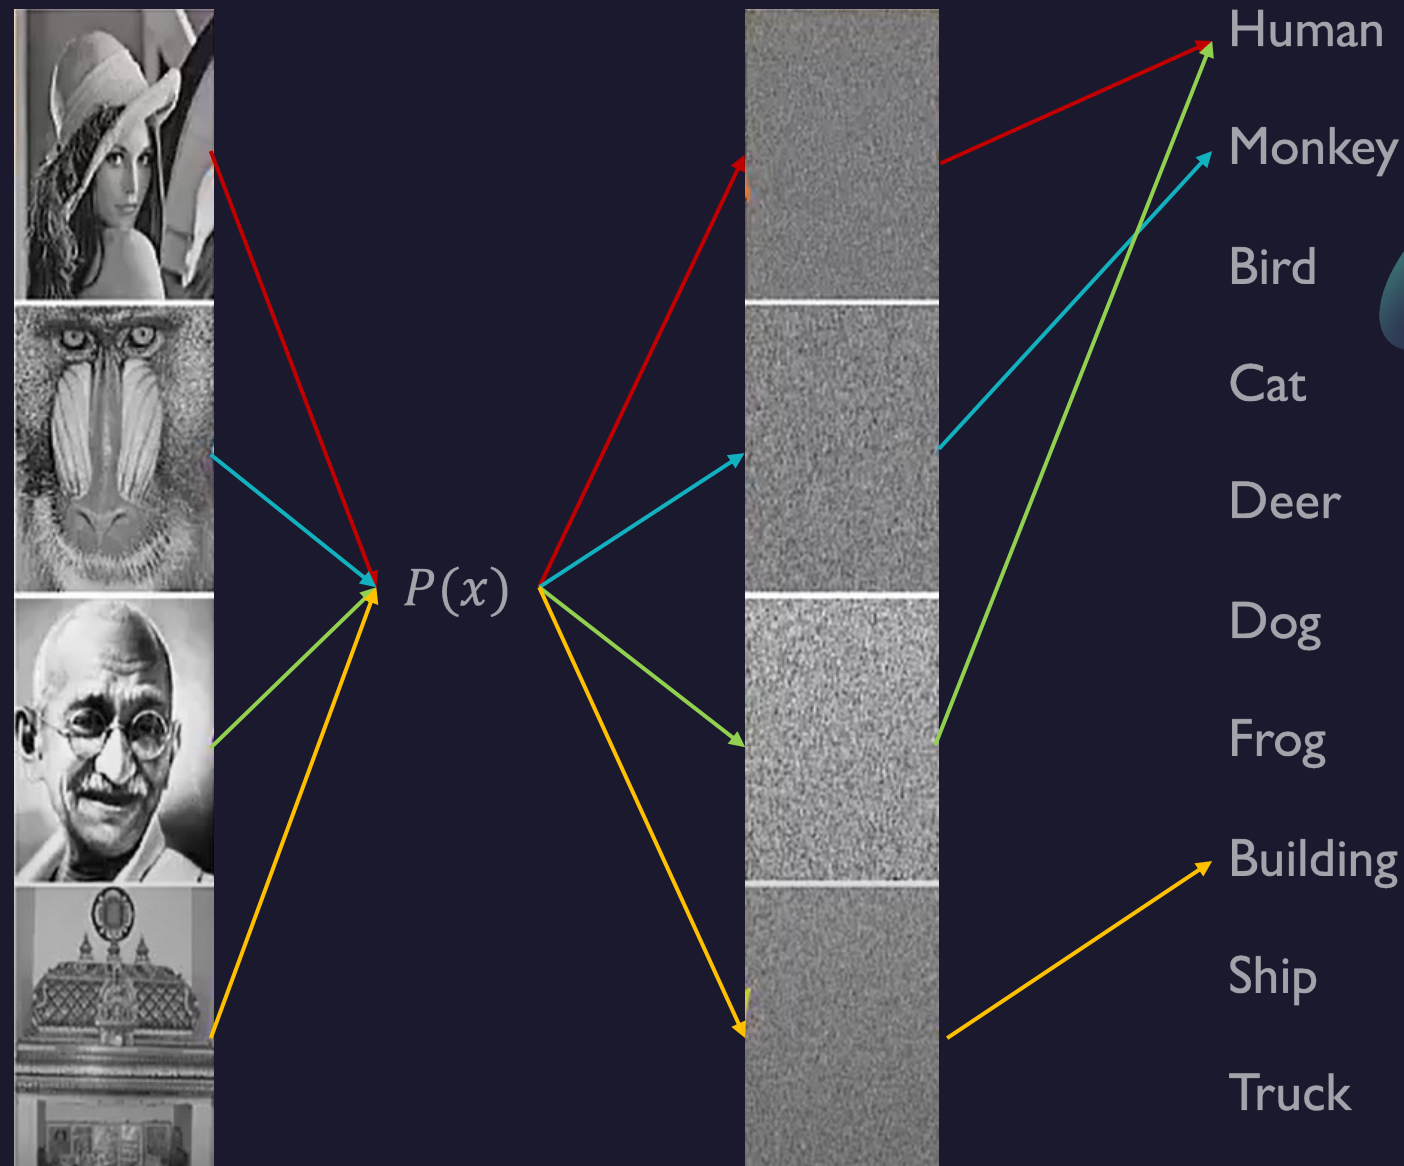 Human
Monkey
Bird
Cat
Deer
P(x)
Dog
Frog
Building
Ship
Truck